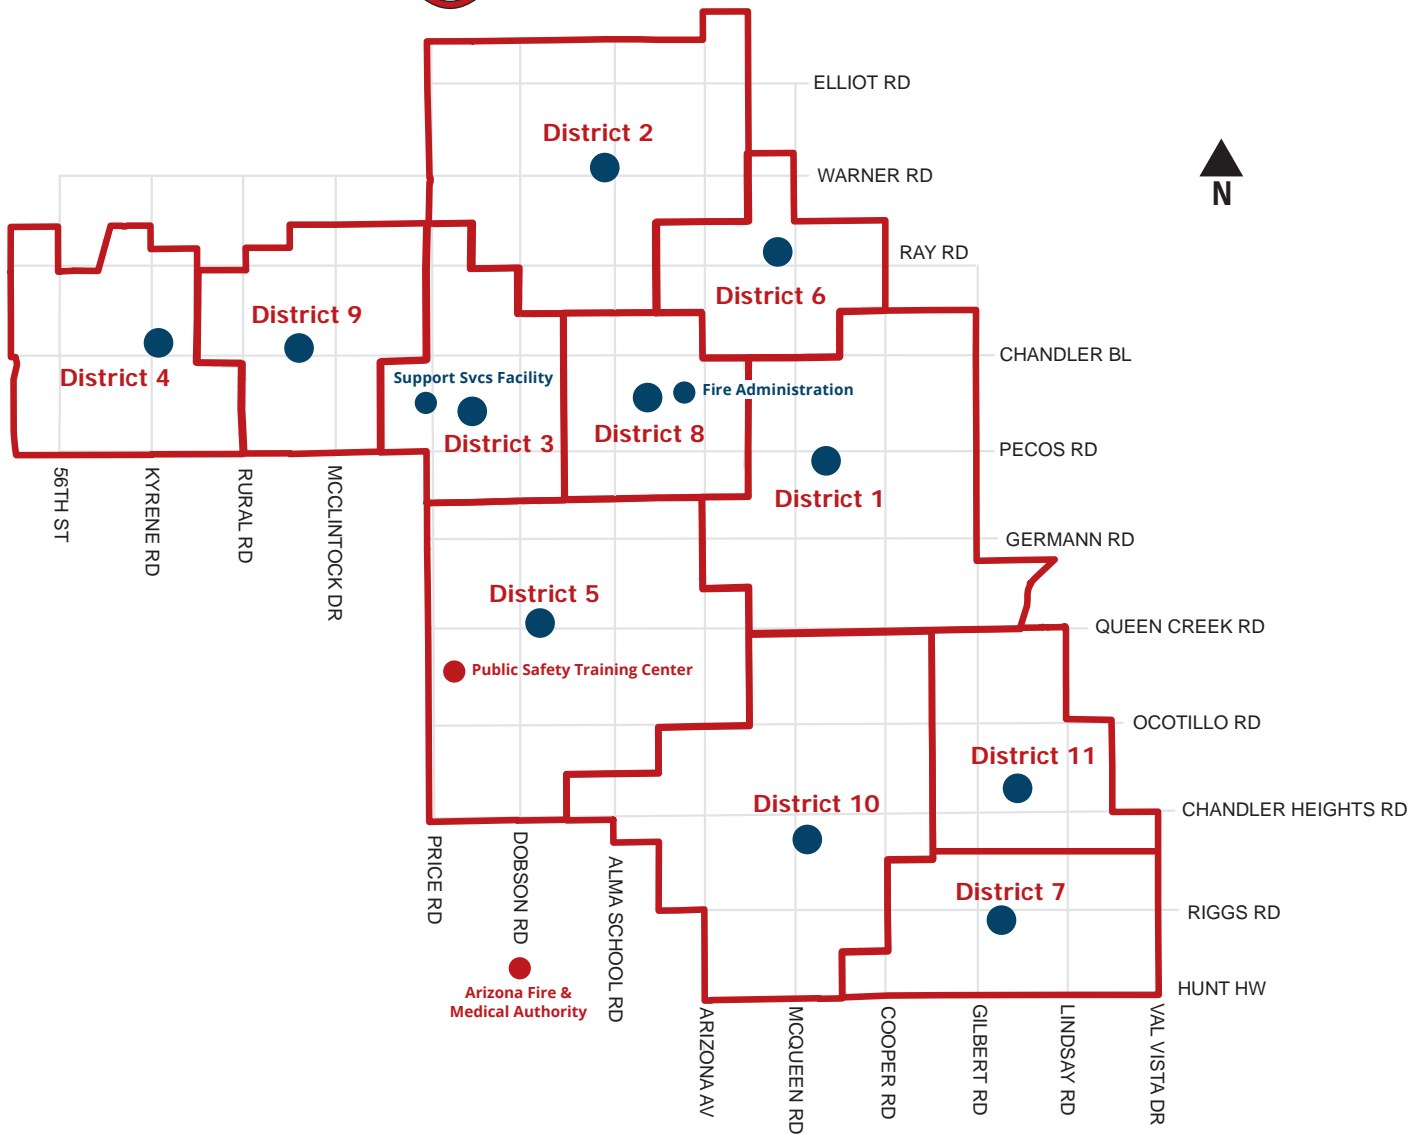 ELLIOT RD
District 2
WARNER RD
N
RAY RD
District 6
District 9
CHANDLER BL
District 4
Support Svcs Facility
Fire Administration
District 3
District 8
PECOS RD
District 1
56TH ST
KYRENE RD
RURAL RD
MCCLINTOCK DR
GERMANN RD
District 5
QUEEN CREEK RD
Public Safety Training Center
OCOTILLO RD
District 11
District 10
CHANDLER HEIGHTS RD
PRICE RD
DOBSON RD
ALMA SCHOOL RD
District 7
RIGGS RD
Arizona Fire &
Medical Authority
HUNT HW
ARIZONA AV
MCQUEEN RD
COOPER RD
GILBERT RD
LINDSAY RD
VAL VISTA DR